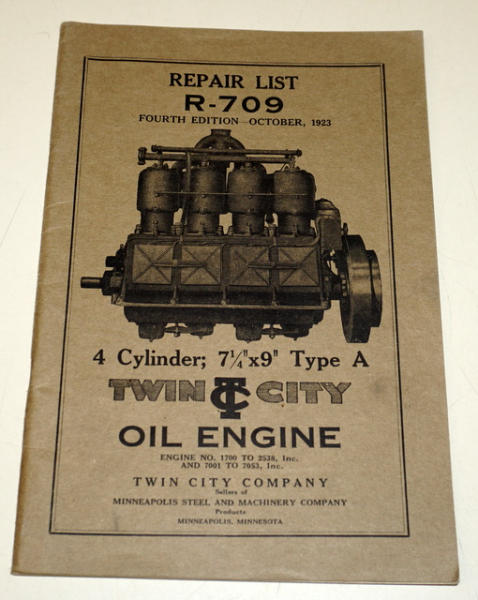 REPAIR LIST
R-709
FOURTH EDITION—OCTOBER, 1923
4 Cylinder; 7¼"x9" Type A
TWIN TC CITY
OIL ENGINE
ENGINE NO. 1700 TO 2538, Inc.
AND 7001 TO 7053, Inc.
TWIN CITY COMPANY
Sellers of
MINNEAPOLIS STEEL AND MACHINERY COMPANY
Products
MINNEAPOLIS, MINNESOTA